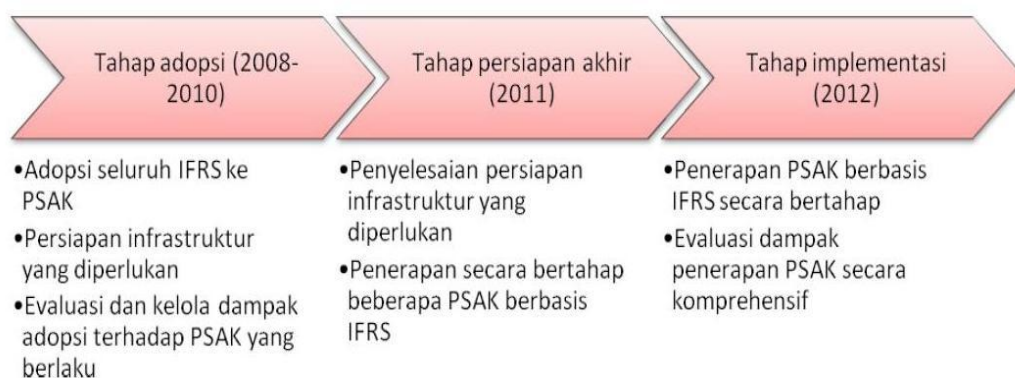 Tahap adopsi (2008-
2010)
•Adopsi seluruh IFRS ke
PSAK
•Persiapan infrastruktur
yang diperlukan
•Evaluasi dan kelola dampak
adopsi terhadap PSAK yang
berlaku
Tahap persiapan akhir
(2011)
•Penyelesaian persiapan
infrastruktur yang
diperlukan
•Penerapan secara bertahap
beberapa PSAK berbasis
IFRS
Tahap implementasi
(2012)
•Penerapan PSAK berbasis
IFRS secara bertahap
•Evaluasi dampak
penerapan PSAK secara
komprehensif